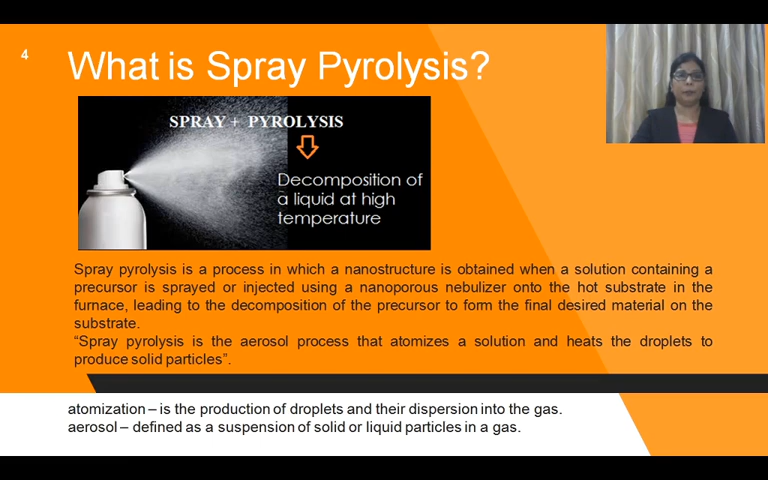 4
What is Spray Pyrolysis?
SPRAY + PYROLYSIS
Decomposition of
a liquid at high
temperature
Spray pyrolysis is a process in which a nanostructure is obtained when a solution containing a
precursor is sprayed or injected using a nanoporous nebulizer onto the hot substrate in the
furnace, leading to the decomposition of the precursor to form the final desired material on the
substrate.
“Spray pyrolysis is the aerosol process that atomizes a solution and heats the droplets to
produce solid particles”.
atomization – is the production of droplets and their dispersion into the gas.
aerosol – defined as a suspension of solid or liquid particles in a gas.